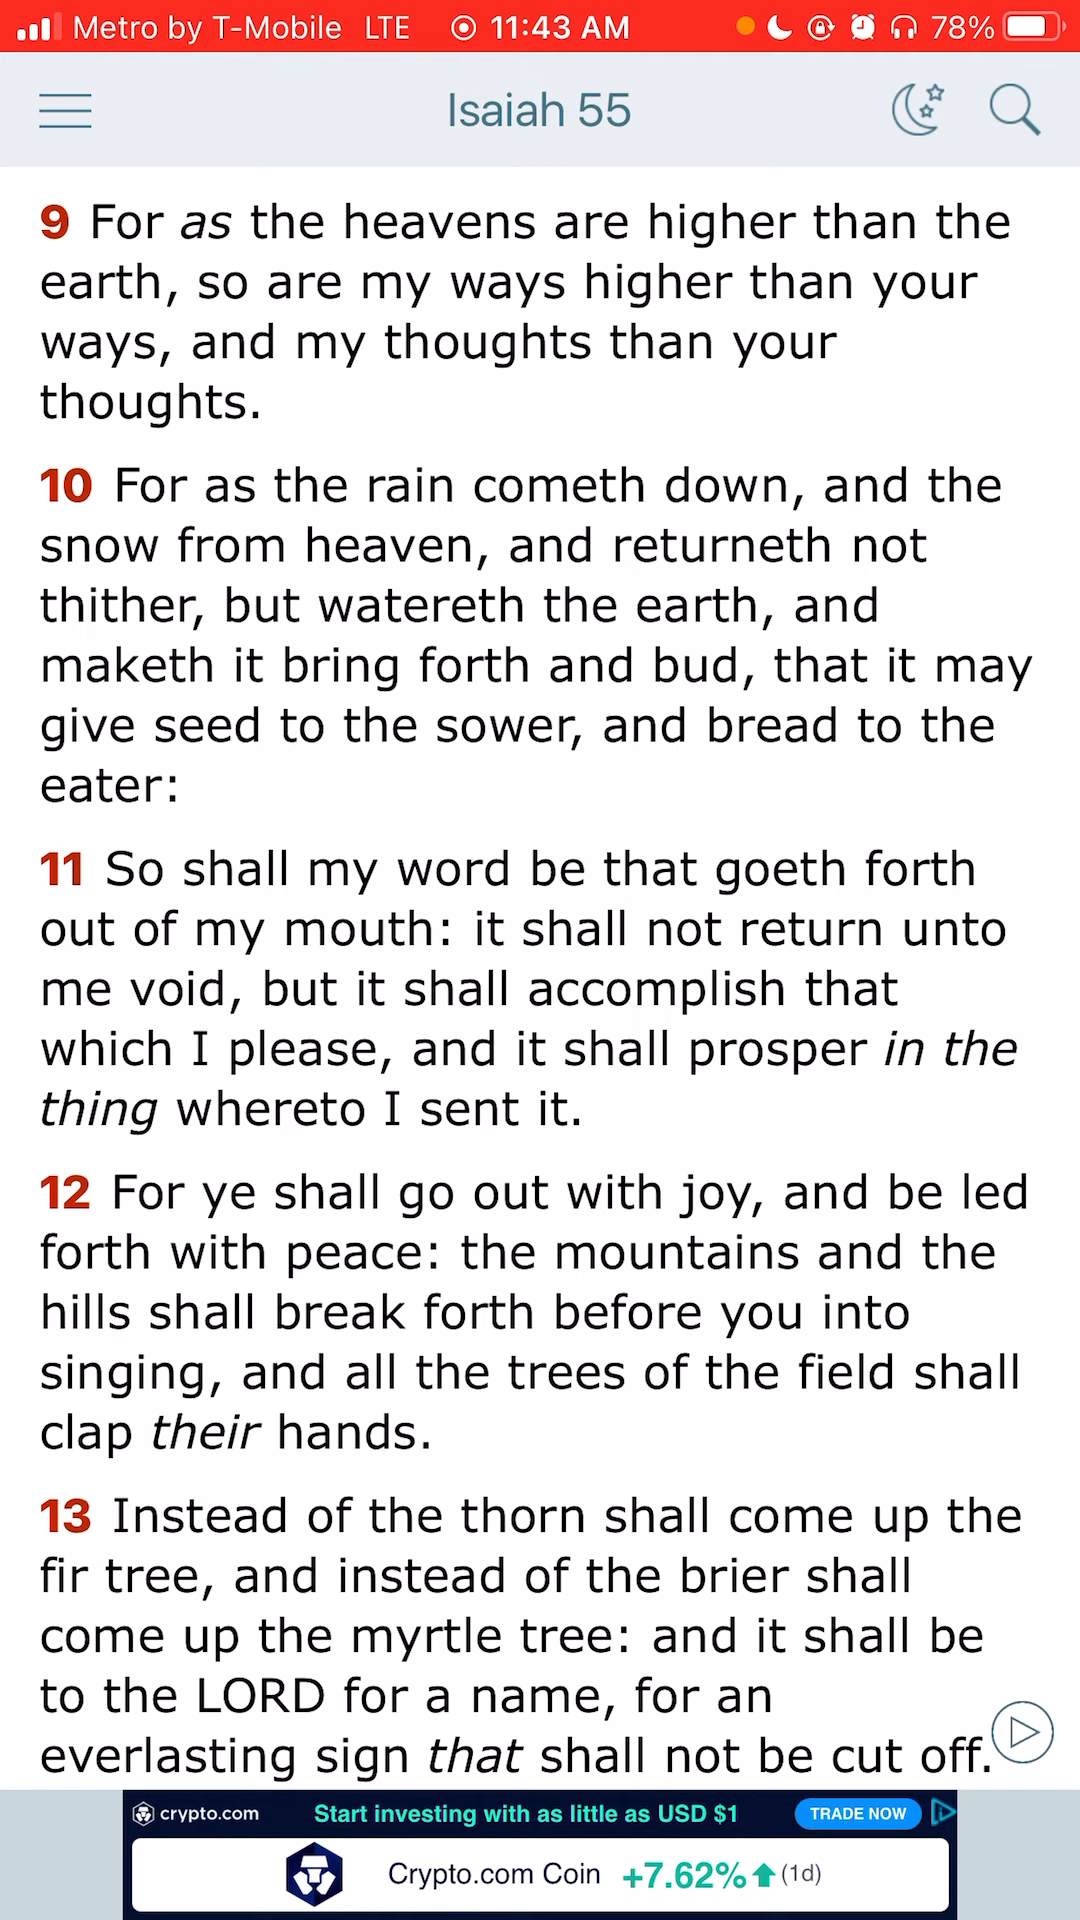 Metro by T-Mobile LTE 11:43 AM 78%
Isaiah 55
9 For as the heavens are higher than the
earth, so are my ways higher than your
ways, and my thoughts than your
thoughts.
10 For as the rain cometh down, and the
snow from heaven, and returneth not
thither, but watereth the earth, and
maketh it bring forth and bud, that it may
give seed to the sower, and bread to the
eater:
11 So shall my word be that goeth forth
out of my mouth: it shall not return unto
me void, but it shall accomplish that
which I please, and it shall prosper in the
thing whereto I sent it.
12 For ye shall go out with joy, and be led
forth with peace: the mountains and the
hills shall break forth before you into
singing, and all the trees of the field shall
clap their hands.
13 Instead of the thorn shall come up the
fir tree, and instead of the brier shall
come up the myrtle tree: and it shall be
to the LORD for a name, for an
everlasting sign that shall not be cut off.
crypto.com Start investing with as little as USD $1 TRADE NOW
Crypto.com Coin +7.62% (1d)